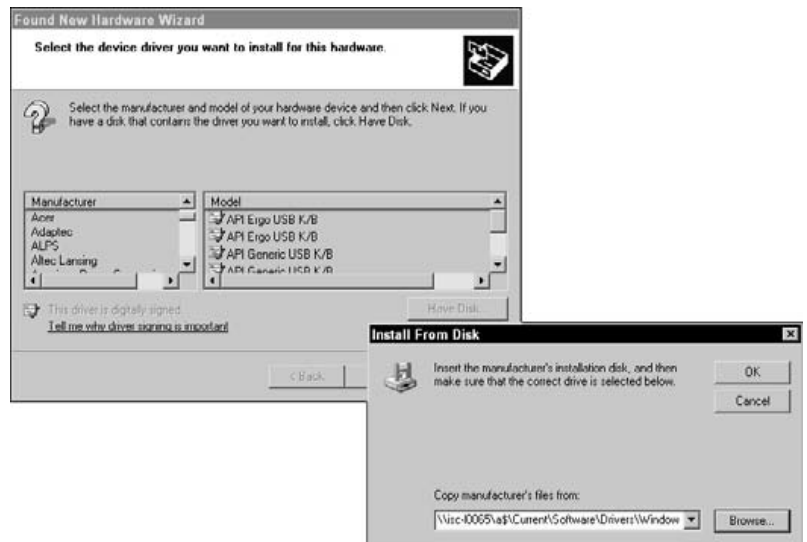 Found New Hardware Wizard
Select the device driver you want to install for this hardware.
Select the manufacturer and model of your hardware device and then click Next. If you
have a disk that contains the driver you want to install, click Have Disk.
Manufacturer
Acer
Adaptec
ALPS
Altec Lansing
Model
API Ergo USB K/B
API Ergo USB K/B
API Generic USB K/B
API Generic USB K/B
This driver is digitally signed.
Tell me why driver signing is important
Have Disk...
< Back
Install From Disk
Insert the manufacturer's installation disk, and then
make sure that the correct drive is selected below.
OK
Cancel
Copy manufacturer's files from:
\\isc-l0065\a$\Current\Software\Drivers\Window
Browse...